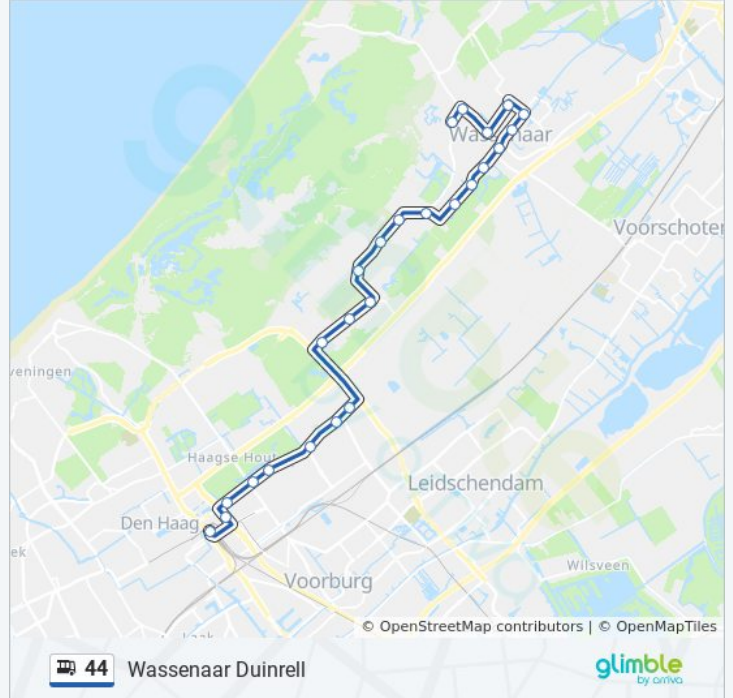 Wassenaar
Voorschoten
veningen
Haagse Hout
Leidschendam
Den Haag
ek
Wilsveen
Voorburg
Laak
© OpenStreetMap contributors | © OpenMapTiles
44 Wassenaar Duinrell
glimble
by arriva